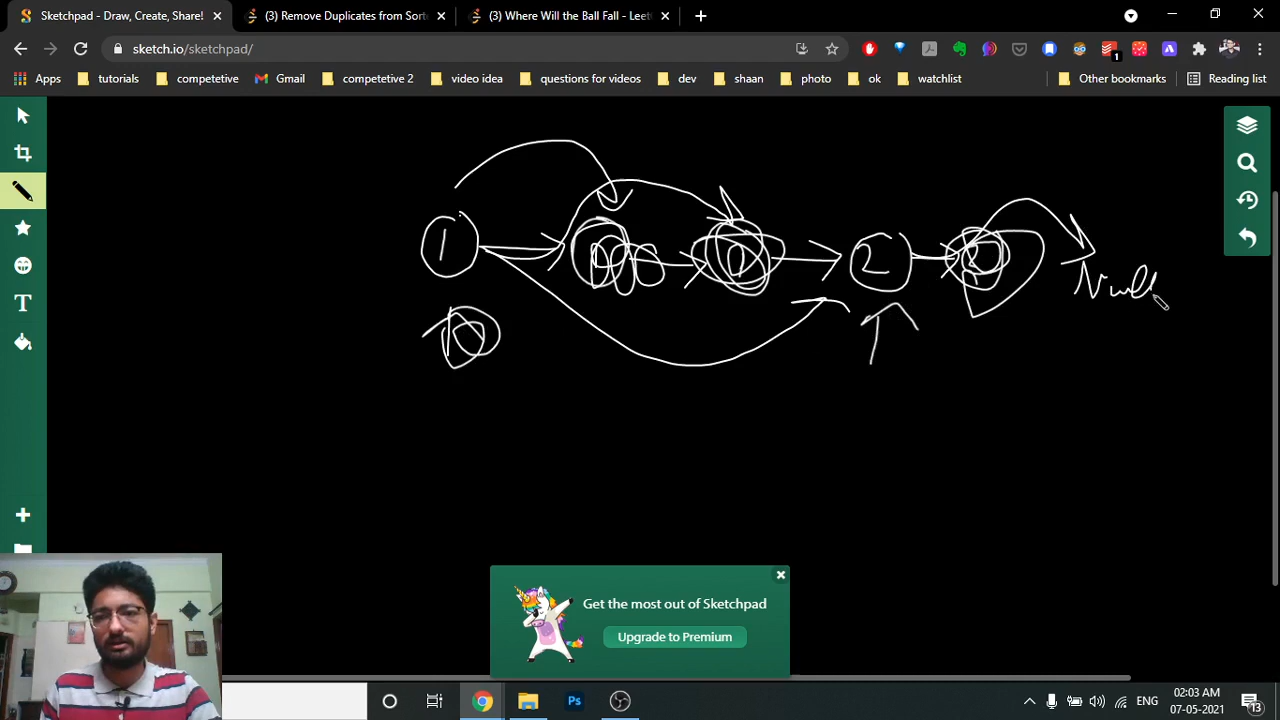 Sketchpad - Draw, Create, Share!
(3) Remove Duplicates from Sort
(3) Where Will the Ball Fall - Leet
sketch.io/sketchpad/
1
Apps
tutorials
competetive
Gmail
competetive 2
video idea
questions for videos
dev
shaan
photo
ok
watchlist
Other bookmarks
Reading list
1
2
Null
T
Get the most out of Sketchpad
Upgrade to Premium
ENG
02:03 AM
07-05-2021
13
Ps